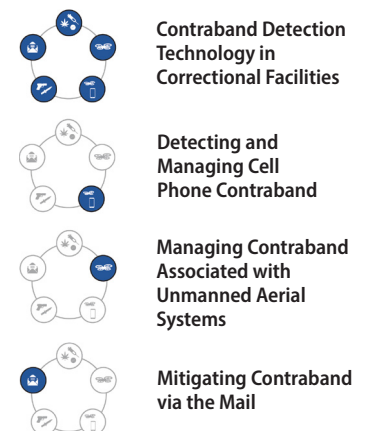 Contraband Detection
Technology in
Correctional Facilities
Detecting and
Managing Cell
Phone Contraband
Managing Contraband
Associated with
Unmanned Aerial
Systems
Mitigating Contraband
via the Mail